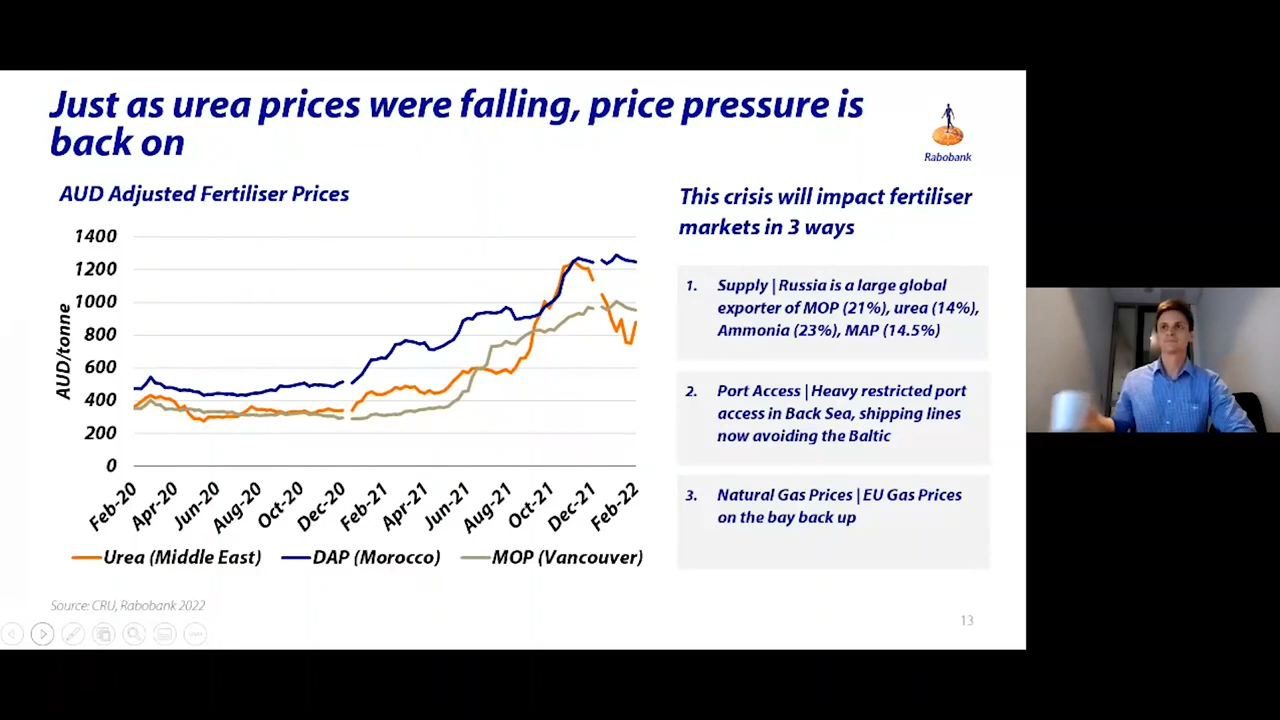 Just as urea prices were falling, price pressure is
back on
Rabobank
AUD Adjusted Fertiliser Prices
AUD/tonne
1400
1200
1000
800
600
400
200
0
Feb-20
Apr-20
Jun-20
Aug-20
Oct-20
Dec-20
Feb-21
Apr-21
Jun-21
Aug-21
Oct-21
Dec-21
Feb-22
Urea (Middle East)
DAP (Morocco)
MOP (Vancouver)
This crisis will impact fertiliser
markets in 3 ways
1. Supply | Russia is a large global
exporter of MOP (21%), urea (14%),
Ammonia (23%), MAP (14.5%)
2. Port Access | Heavy restricted port
access in Back Sea, shipping lines
now avoiding the Baltic
3. Natural Gas Prices | EU Gas Prices
on the bay back up
Source: CRU, Rabobank 2022
13